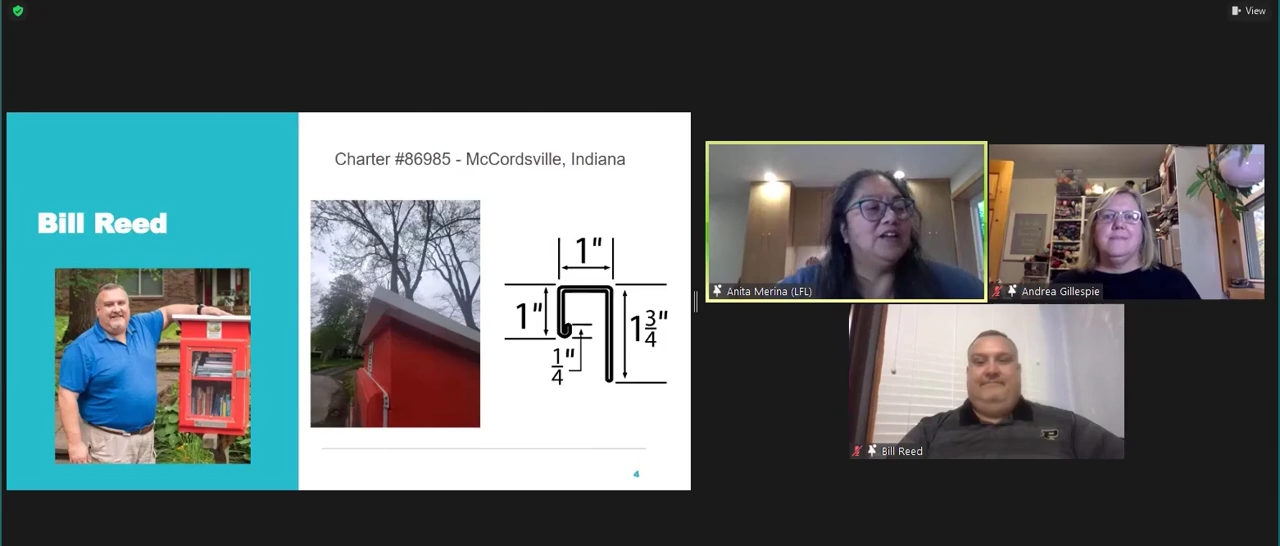 View
Charter #86985 - McCordsville, Indiana
Bill Reed
1"
1"
1 3/4"
1/4"
4
Anita Merina (LFL)
Andrea Gillespie
Bill Reed